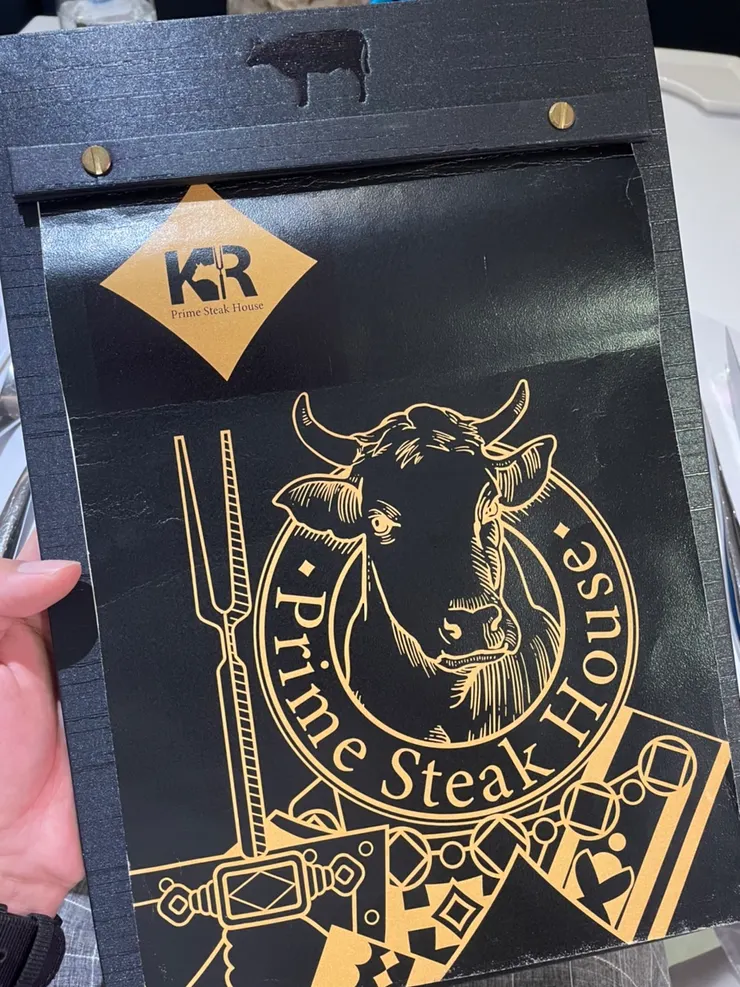 KR
Prime Steak House
• Prime Steak House •